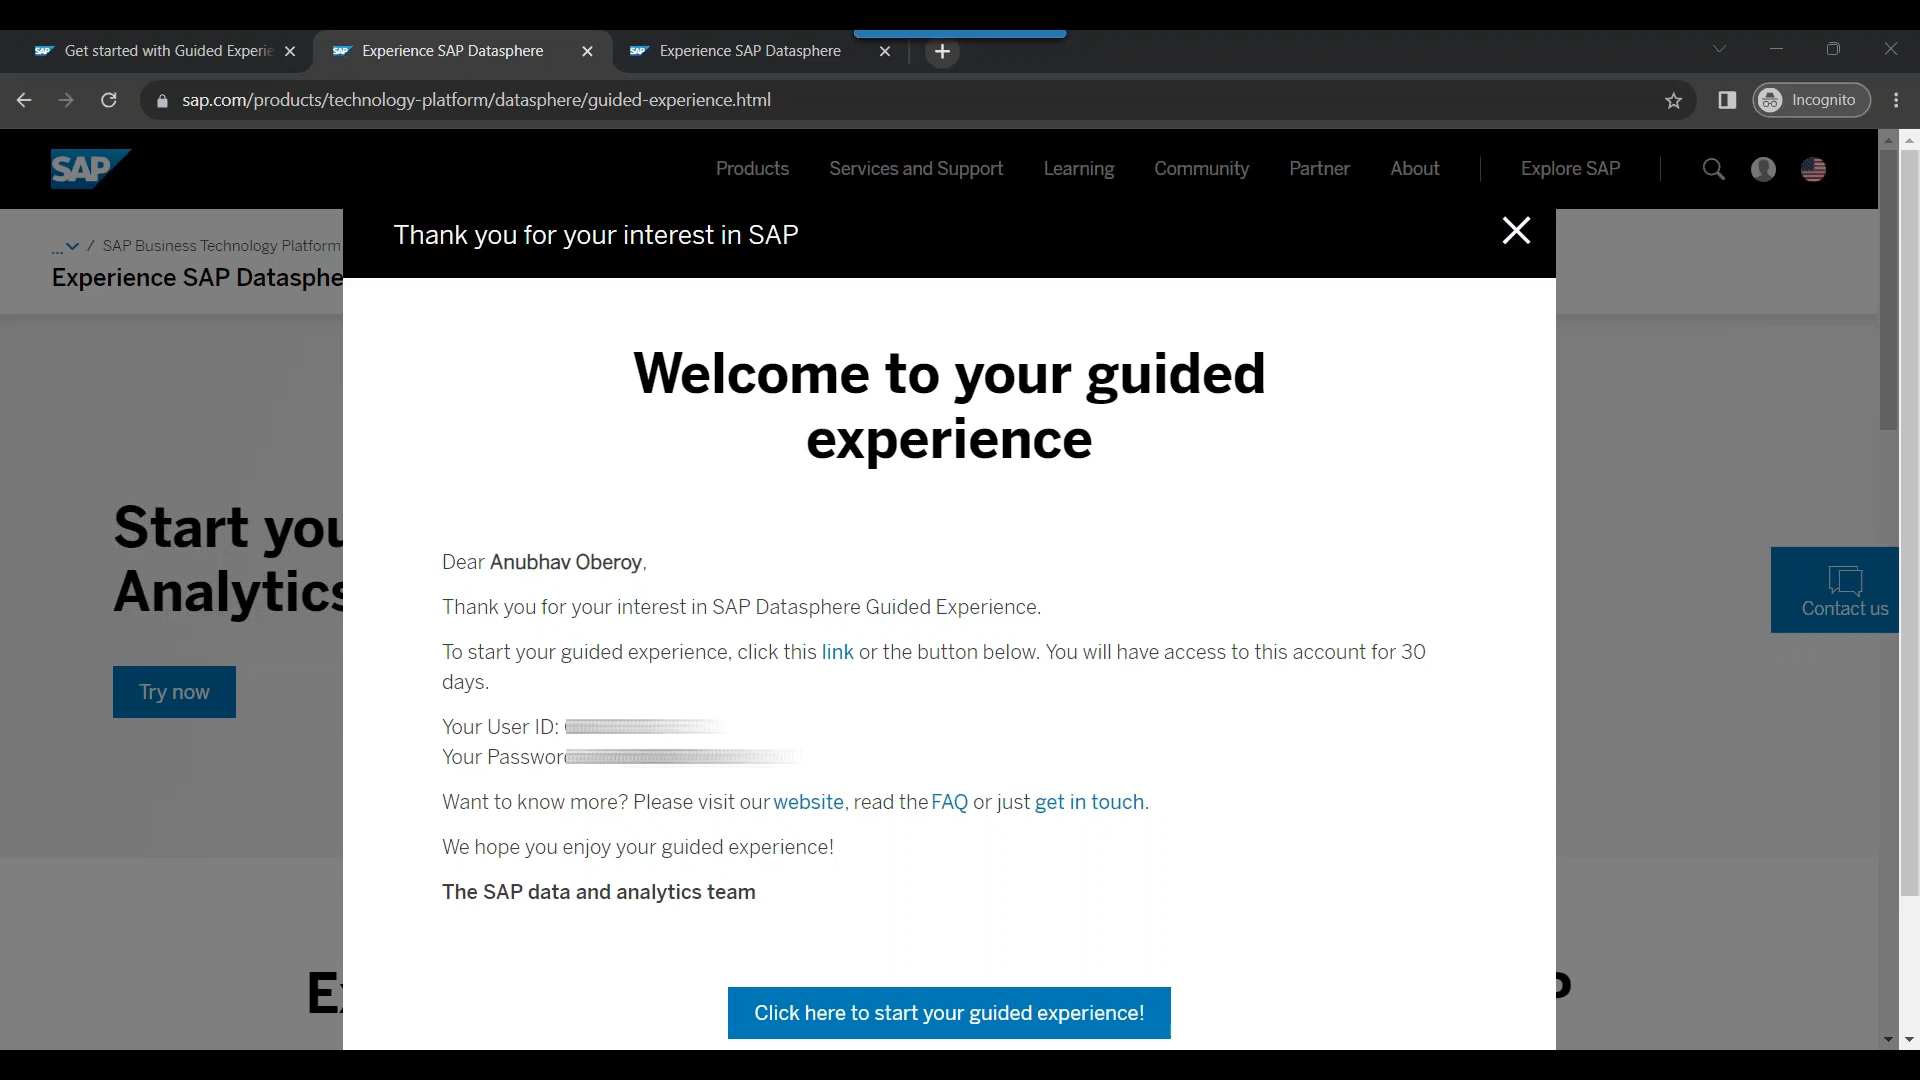 Get started with Guided Experie
Experience SAP Datasphere
Experience SAP Datasphere
sap.com/products/technology-platform/datasphere/guided-experience.html
Incognito
SAP
Products
Services and Support
Learning
Community
Partner
About
Explore SAP
... / SAP Business Technology Platform
Experience SAP Datasphe
Thank you for your interest in SAP
Welcome to your guided
experience
Start you
Analytics
Try now
Contact us
Dear Anubhav Oberoy,
Thank you for your interest in SAP Datasphere Guided Experience.
To start your guided experience, click this link or the button below. You will have access to this account for 30
days.
Your User ID:
Your Passwor
Want to know more? Please visit our website, read the FAQ or just get in touch.
We hope you enjoy your guided experience!
The SAP data and analytics team
Click here to start your guided experience!